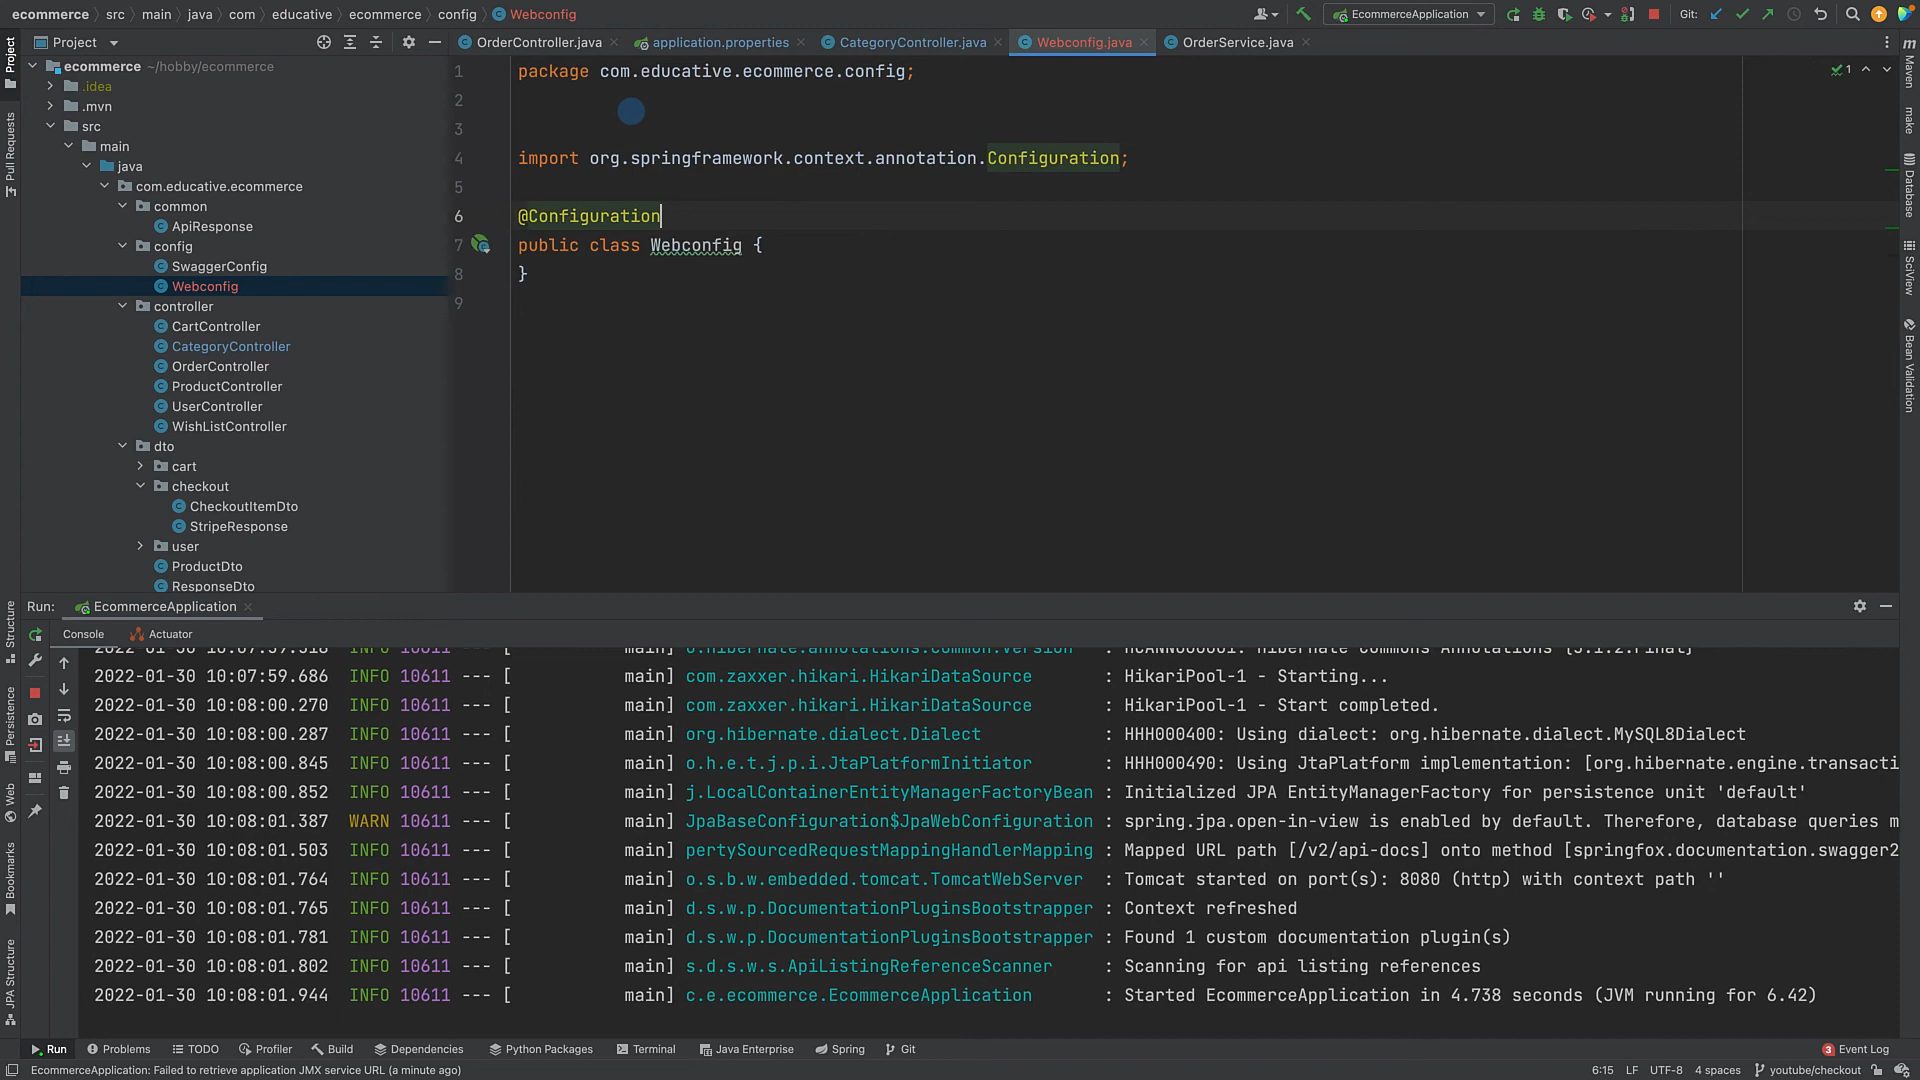 ecommerce › src › main › java › com › educative › ecommerce › config › Webconfig
EcommerceApplication
Git:
Project
OrderController.java
application.properties
CategoryController.java
Webconfig.java
OrderService.java
ecommerce ~/hobby/ecommerce
.idea
.mvn
src
main
java
com.educative.ecommerce
common
ApiResponse
config
SwaggerConfig
Webconfig
controller
CartController
CategoryController
OrderController
ProductController
UserController
WishListController
dto
cart
checkout
CheckoutItemDto
StripeResponse
user
ProductDto
ResponseDto
1 package com.educative.ecommerce.config;
2
3
4 import org.springframework.context.annotation.Configuration;
5
6 @Configuration
7 public class Webconfig {
8 }
9
1
Project
Pull Requests
Structure
Persistence
Web
Bookmarks
JPA Structure
m
Maven
make
Database
SciView
Bean Validation
Run: EcommerceApplication
Console
Actuator
2022-01-30 10:07:59.686 INFO 10611 --- [ main] com.zaxxer.hikari.HikariDataSource : HikariPool-1 - Starting...
2022-01-30 10:08:00.270 INFO 10611 --- [ main] com.zaxxer.hikari.HikariDataSource : HikariPool-1 - Start completed.
2022-01-30 10:08:00.287 INFO 10611 --- [ main] org.hibernate.dialect.Dialect : HHH000400: Using dialect: org.hibernate.dialect.MySQL8Dialect
2022-01-30 10:08:00.845 INFO 10611 --- [ main] o.h.e.t.j.p.i.JtaPlatformInitiator : HHH000490: Using JtaPlatform implementation: [org.hibernate.engine.transacti
2022-01-30 10:08:00.852 INFO 10611 --- [ main] j.LocalContainerEntityManagerFactoryBean : Initialized JPA EntityManagerFactory for persistence unit 'default'
2022-01-30 10:08:01.387 WARN 10611 --- [ main] JpaBaseConfiguration$JpaWebConfiguration : spring.jpa.open-in-view is enabled by default. Therefore, database queries m
2022-01-30 10:08:01.503 INFO 10611 --- [ main] pertySourcedRequestMappingHandlerMapping : Mapped URL path [/v2/api-docs] onto method [springfox.documentation.swagger2
2022-01-30 10:08:01.764 INFO 10611 --- [ main] o.s.b.w.embedded.tomcat.TomcatWebServer : Tomcat started on port(s): 8080 (http) with context path ''
2022-01-30 10:08:01.765 INFO 10611 --- [ main] d.s.w.p.DocumentationPluginsBootstrapper : Context refreshed
2022-01-30 10:08:01.781 INFO 10611 --- [ main] d.s.w.p.DocumentationPluginsBootstrapper : Found 1 custom documentation plugin(s)
2022-01-30 10:08:01.802 INFO 10611 --- [ main] s.d.s.w.s.ApiListingReferenceScanner : Scanning for api listing references
2022-01-30 10:08:01.944 INFO 10611 --- [ main] c.e.ecommerce.EcommerceApplication : Started EcommerceApplication in 4.738 seconds (JVM running for 6.42)
Run Problems TODO Profiler Build Dependencies Python Packages Terminal Java Enterprise Spring Git 3 Event Log
EcommerceApplication: Failed to retrieve application JMX service URL (a minute ago) 6:15 LF UTF-8 4 spaces youtube/checkout